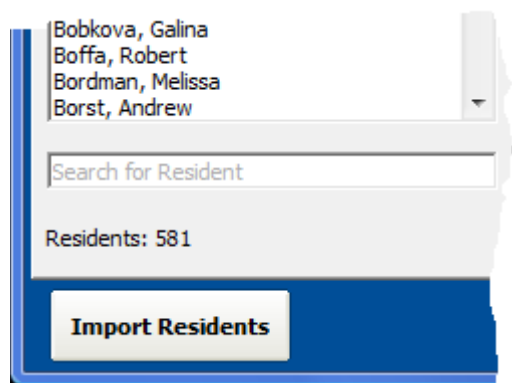 Bobkova, Galina
Boffa, Robert
Bordman, Melissa
Borst, Andrew
Search for Resident
Residents: 581
Import Residents